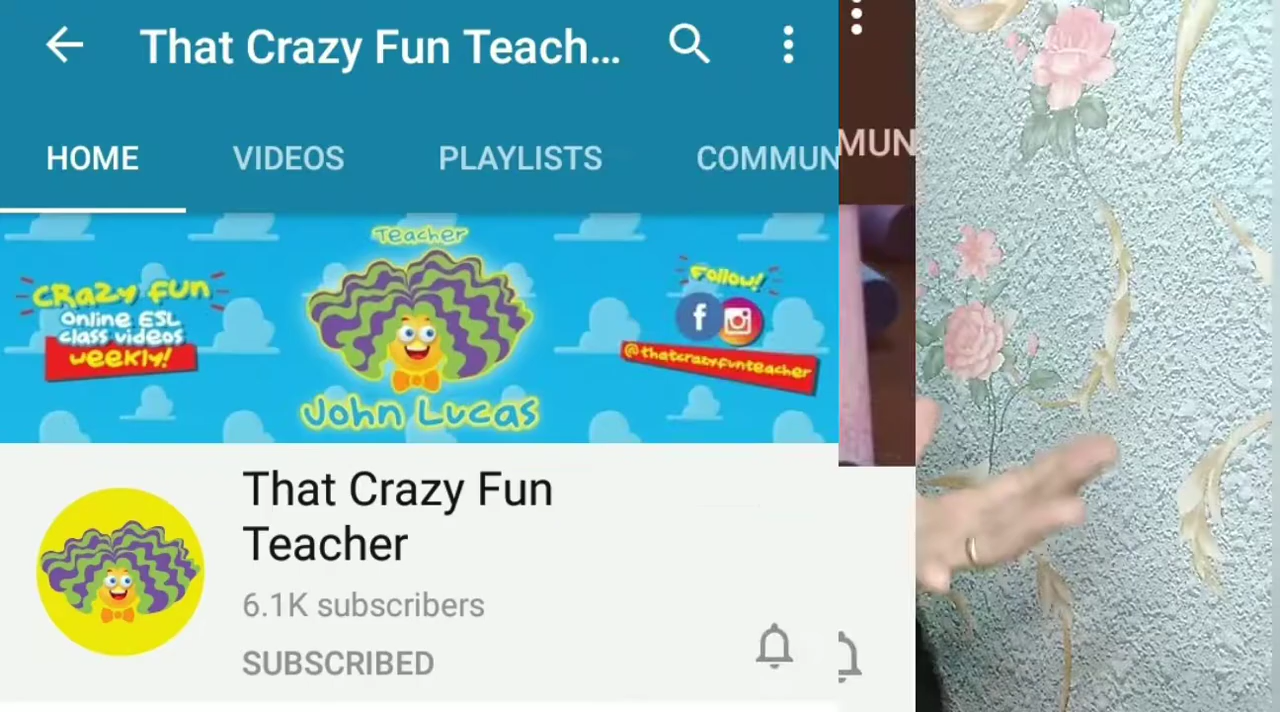 That Crazy Fun Teach...
HOME VIDEOS PLAYLISTS COMMUN
MUN
Teacher
CRazy FUN
Online ESL
class videos
weekly!
John Lucas
Follow!
@thatcrazyfunteacher
That Crazy Fun
Teacher
6.1K subscribers
SUBSCRIBED